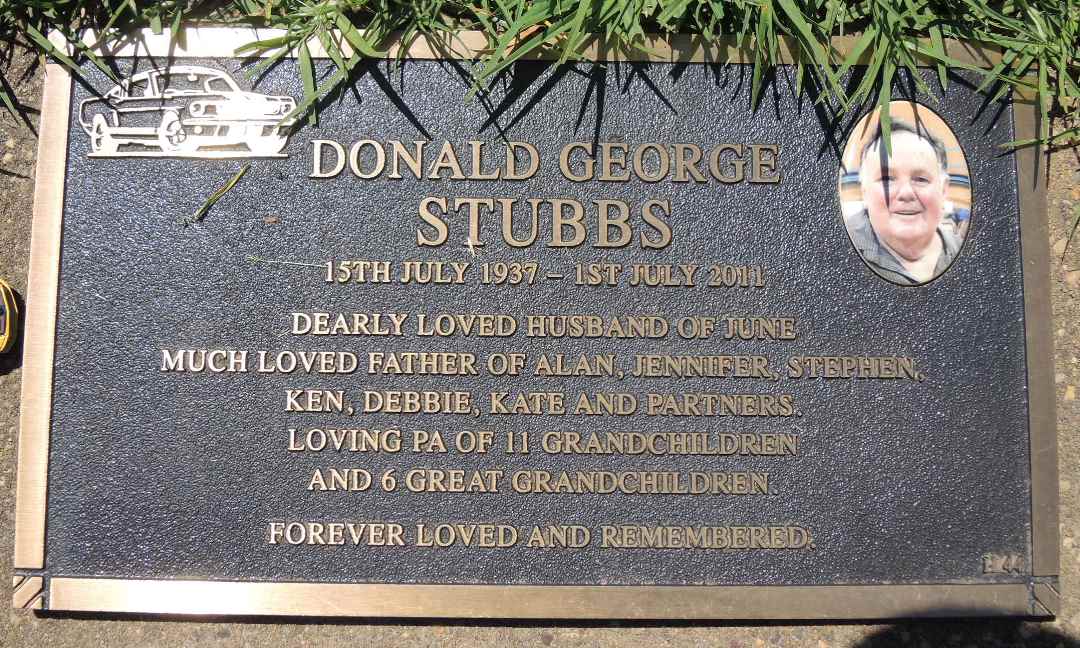 DONALD GEORGE
STUBBS
15TH JULY 1937 – 1ST JULY 2011
DEARLY LOVED HUSBAND OF JUNE.
MUCH LOVED FATHER OF ALAN, JENNIFER, STEPHEN,
KEN, DEBBIE, KATE AND PARTNERS.
LOVING PA OF 11 GRANDCHILDREN
AND 6 GREAT GRANDCHILDREN.
FOREVER LOVED AND REMEMBERED.